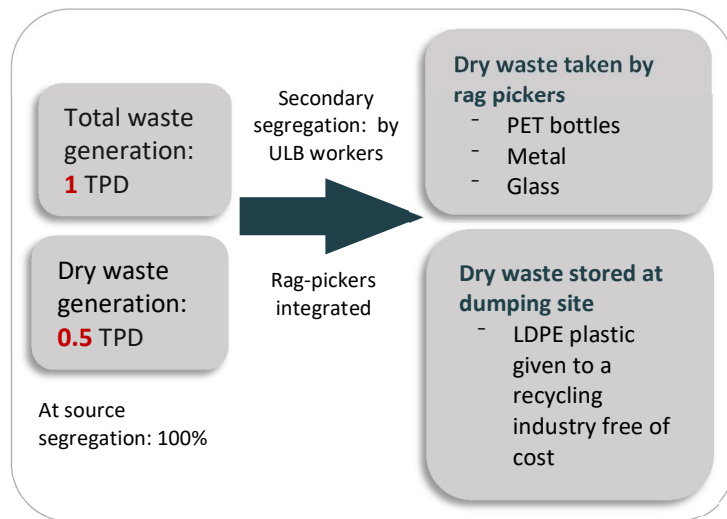 Total waste
generation:
1 TPD
Dry waste
generation:
0.5 TPD
At source
segregation: 100%
Secondary
segregation:  by
ULB workers
Rag-pickers
integrated
Dry waste taken by
rag pickers
- PET bottles
- Metal
- Glass
Dry waste stored at
dumping site
- LDPE plastic
given to a
recycling
industry free of
cost